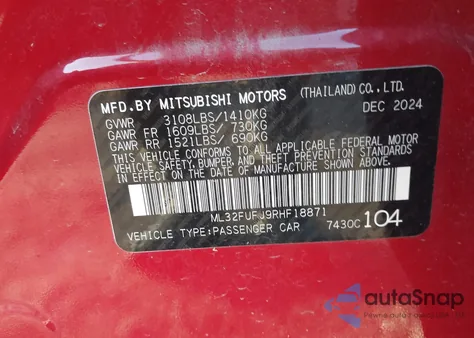 MFD.BY MITSUBISHI MOTORS (THAILAND) CO., LTD.
DEC 2024
GVWR 3108LBS/1410KG
GAWR FR 1609LBS/ 730KG
GAWR RR 1521LBS/ 690KG
THIS VEHICLE CONFORMS TO ALL APPLICABLE FEDERAL MOTOR
VEHICLE SAFETY, BUMPER, AND THEFT PREVENTION STANDARDS
IN EFFECT ON THE DATE OF MANUFACTURE SHOWN ABOVE.
ML32FUFJ9RHF18871
VEHICLE TYPE:PASSENGER CAR 7430C 104
autoSnap